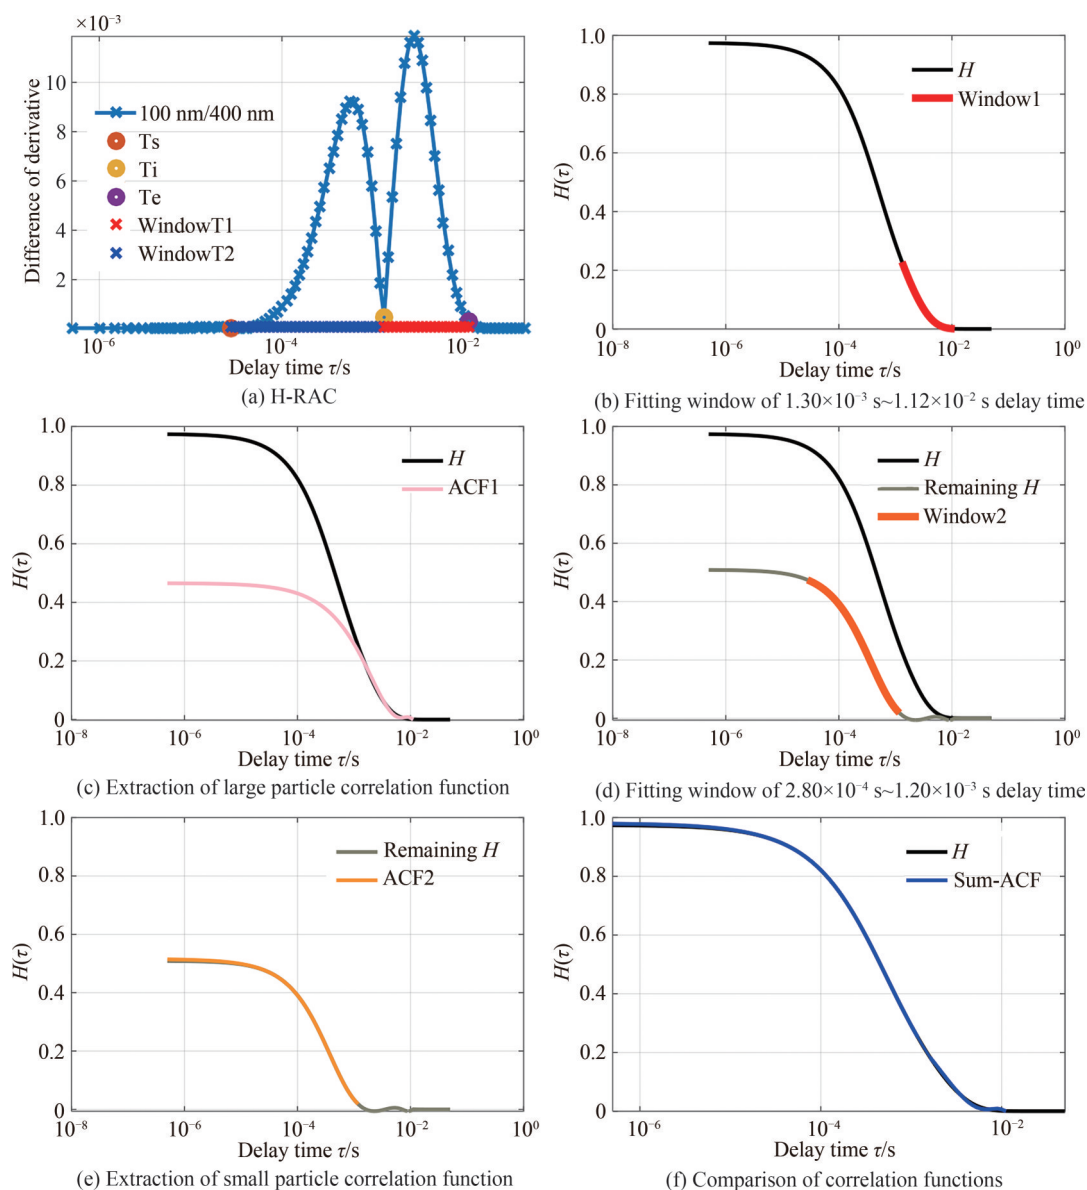 ×10⁻³
10
8
6
4
2
Difference of derivative
100 nm/400 nm
Ts
Ti
Te
WindowT1
WindowT2
10⁻⁶ 10⁻⁴ 10⁻²
Delay time τ/s
(a) H-RAC
1.0
0.8
0.6
0.4
0.2
0
H(τ)
H
Window1
10⁻⁸ 10⁻⁶ 10⁻⁴ 10⁻² 10⁰
Delay time τ/s
(b) Fitting window of 1.30×10⁻³ s~1.12×10⁻² s delay time
1.0
0.8
0.6
0.4
0.2
0
H(τ)
H
ACF1
10⁻⁸ 10⁻⁶ 10⁻⁴ 10⁻² 10⁰
Delay time τ/s
(c) Extraction of large particle correlation function
1.0
0.8
0.6
0.4
0.2
0
H(τ)
H
Remaining H
Window2
10⁻⁸ 10⁻⁶ 10⁻⁴ 10⁻² 10⁰
Delay time τ/s
(d) Fitting window of 2.80×10⁻⁴ s~1.20×10⁻³ s delay time
1.0
0.8
0.6
0.4
0.2
0
H(τ)
Remaining H
ACF2
10⁻⁸ 10⁻⁶ 10⁻⁴ 10⁻² 10⁰
Delay time τ/s
(e) Extraction of small particle correlation function
1.0
0.8
0.6
0.4
0.2
0
H(τ)
H
Sum-ACF
10⁻⁶ 10⁻⁴ 10⁻²
Delay time τ/s
(f) Comparison of correlation functions